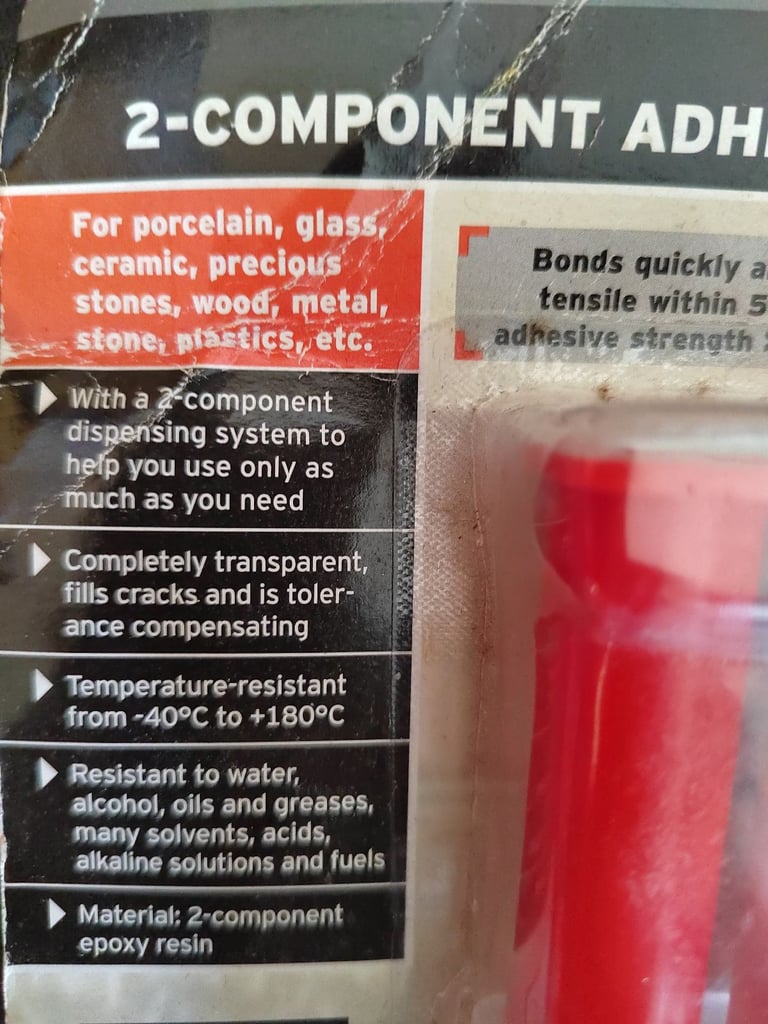 2-COMPONENT
For porcelain, glass,
ceramic, precious
stones, wood, metal,
stone, plastics, etc.
Bonds quickly
tensile within
adhesive strength
With a 2-component
dispensing system to
help you use only as
much as you need
Completely transparent,
fills cracks and is toler-
ance compensating
Temperature-resistant
from -40°C to +180°C
Resistant to water,
alcohol, oils and greases,
many solvents, acids,
alkaline solutions and fuels
Material: 2-component
epoxy resin